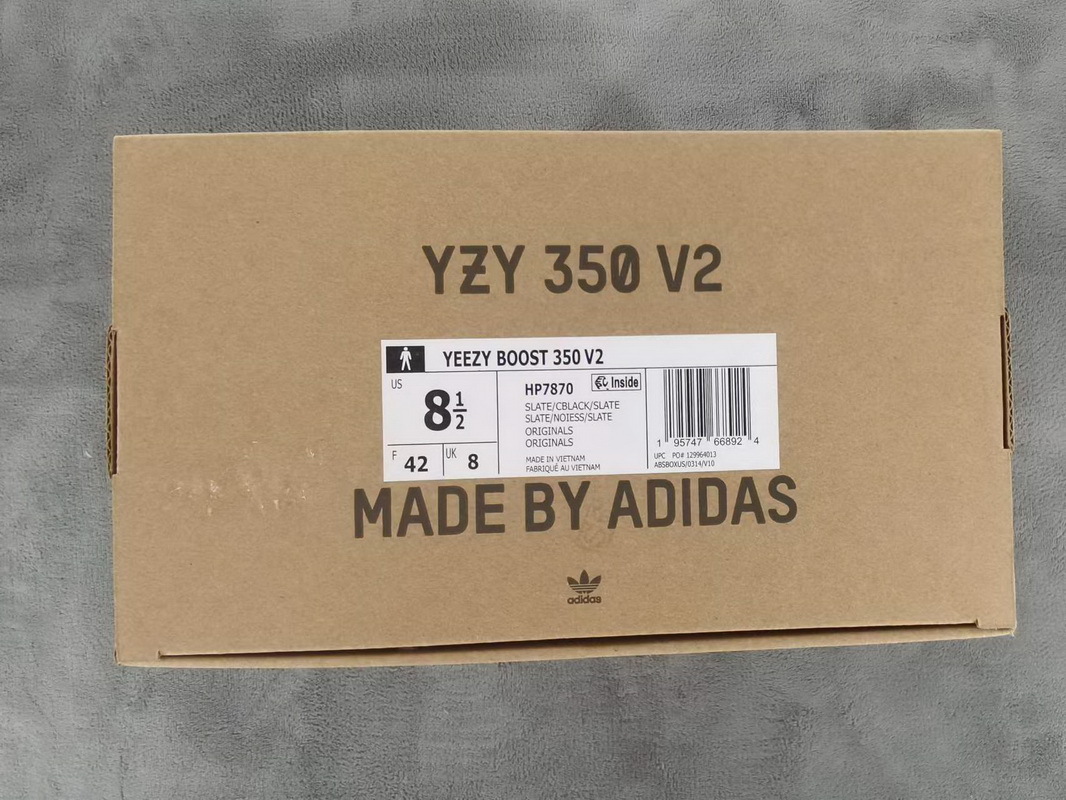 YZY 350 V2
YEEZY BOOST 350 V2
US
8 1/2
F 42
UK 8
HP7870
Inside
SLATE/CBLACK/SLATE
SLATE/NOIESS/SLATE
ORIGINALS
ORIGINALS
MADE IN VIETNAM
FABRIQUÉ AU VIETNAM
1 95747 66892 4
UPC PO# 129964013
ABSBOXUS/0314/V10
MADE BY ADIDAS
adidas